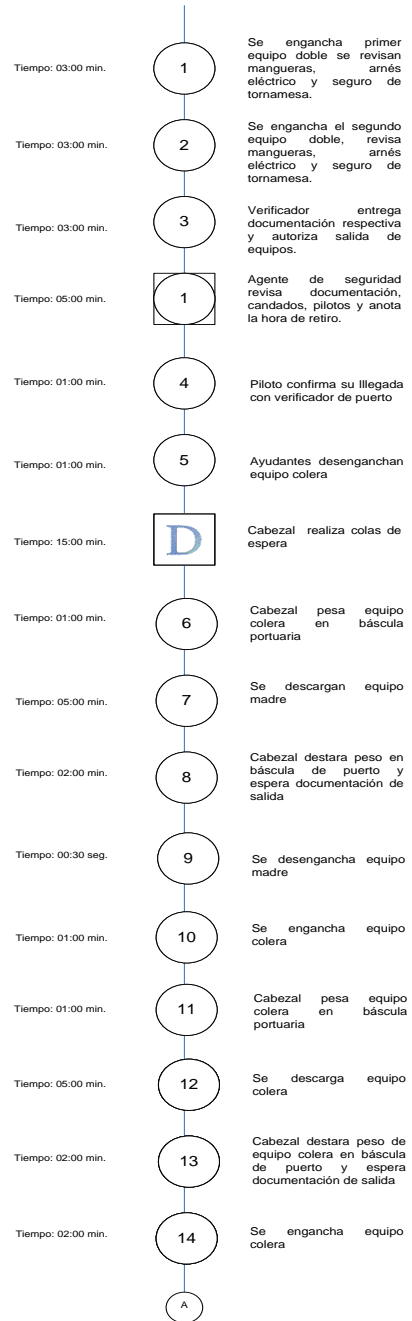 Tiempo: 03:00 min.
1
Se engancha primer
equipo doble se revisan
mangueras, arnés
eléctrico y seguro de
tornamesa.
Tiempo: 03:00 min.
2
Se engancha el segundo
equipo doble, revisa
mangueras, arnés
eléctrico y seguro de
tornamesa.
Tiempo: 03:00 min.
3
Verificador entrega
documentación respectiva
y autoriza salida de
equipos.
Tiempo: 05:00 min.
1
Agente de seguridad
revisa documentación,
candados, pilotos y anota
la hora de retiro.
Tiempo: 01:00 min.
4
Piloto confirma su lllegada
con verificador de puerto
Tiempo: 01:00 min.
5
Ayudantes desenganchan
equipo colera
Tiempo: 15:00 min.
D
Cabezal realiza colas de
espera
Tiempo: 01:00 min.
6
Cabezal pesa equipo
colera en báscula
portuaria
Tiempo: 05:00 min.
7
Se descargan equipo
madre
Tiempo: 02:00 min.
8
Cabezal destara peso en
báscula de puerto y
espera documentación de
salida
Tiempo: 00:30 seg.
9
Se desengancha equipo
madre
Tiempo: 01:00 min.
10
Se engancha equipo
colera
Tiempo: 01:00 min.
11
Cabezal pesa equipo
colera en báscula
portuaria
Tiempo: 05:00 min.
12
Se descarga equipo
colera
Tiempo: 02:00 min.
13
Cabezal destara peso de
equipo colera en báscula
de puerto y espera
documentación de salida
Tiempo: 02:00 min.
14
Se engancha equipo
colera
A